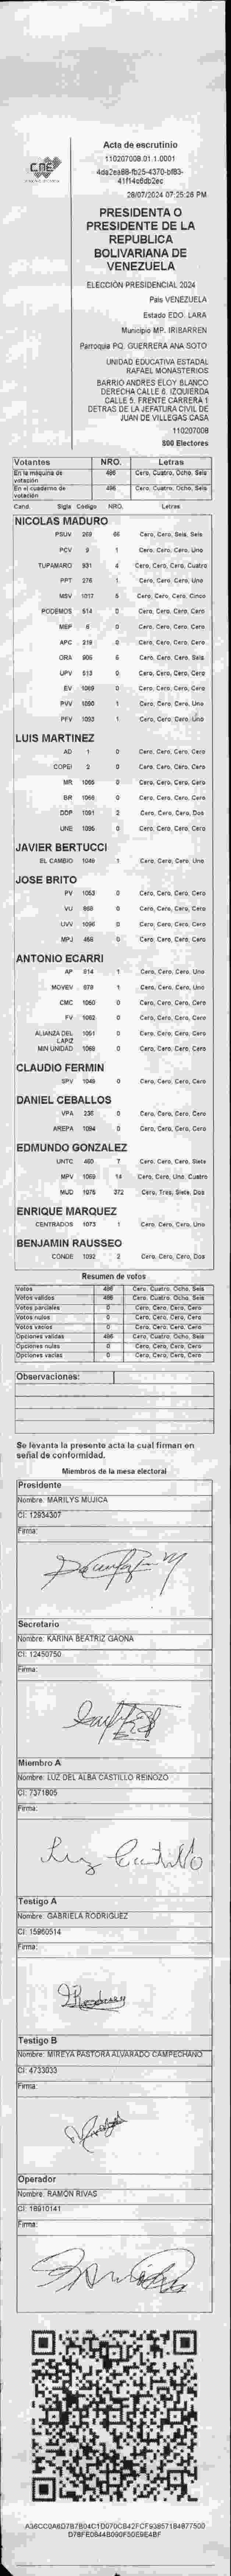 CNE
Acta de escrutinio
110207008.01.1.0001
4da2ea88-fb25-4370-bf83-
41f14c6db2ec
28/07/2024 07:25:26 PM
PRESIDENTA O
PRESIDENTE DE LA
REPUBLICA
BOLIVARIANA DE
VENEZUELA
ELECCIÓN PRESIDENCIAL 2024
País VENEZUELA
Estado EDO. LARA
Municipio MP. IRIBARREN
Parroquia PQ. GUERRERA ANA SOTO
UNIDAD EDUCATIVA ESTADAL
RAFAEL MONASTERIOS
BARRIO ANDRES ELOY BLANCO
DERECHA CALLE 6. IZQUIERDA
CALLE 5. FRENTE CARRERA 1
DETRAS DE LA JEFATURA CIVIL DE
JUAN DE VILLEGAS CASA
110207008
800 Electores
Votantes NRO. Letras
En la máquina de votación 486 Cero, Cuatro, Ocho, Seis
En el cuaderno de votación 486 Cero, Cuatro, Ocho, Seis
Cand. Sigla Código NRO. Letras
NICOLAS MADURO
PSUV 269 66 Cero, Cero, Seis, Seis
PCV 9 1 Cero, Cero, Cero, Uno
TUPAMARO 931 4 Cero, Cero, Cero, Cuatro
PPT 276 1 Cero, Cero, Cero, Uno
MSV 1017 5 Cero, Cero, Cero, Cinco
PODEMOS 514 0 Cero, Cero, Cero, Cero
MEP 6 0 Cero, Cero, Cero, Cero
APC 218 0 Cero, Cero, Cero, Cero
ORA 906 6 Cero, Cero, Cero, Seis
UPV 513 0 Cero, Cero, Cero, Cero
EV 1069 0 Cero, Cero, Cero, Cero
PVV 1090 1 Cero, Cero, Cero, Uno
PFV 1093 1 Cero, Cero, Cero, Uno
LUIS MARTINEZ
AD 1 0 Cero, Cero, Cero, Cero
COPEI 2 0 Cero, Cero, Cero, Cero
MR 1065 0 Cero, Cero, Cero, Cero
BR 1066 0 Cero, Cero, Cero, Cero
DDP 1091 2 Cero, Cero, Cero, Dos
UNE 1095 0 Cero, Cero, Cero, Cero
JAVIER BERTUCCI
EL CAMBIO 1046 1 Cero, Cero, Cero, Uno
JOSE BRITO
PV 1053 0 Cero, Cero, Cero, Cero
VU 868 0 Cero, Cero, Cero, Cero
UVV 1096 0 Cero, Cero, Cero, Cero
MPJ 458 0 Cero, Cero, Cero, Cero
ANTONIO ECARRI
AP 814 1 Cero, Cero, Cero, Uno
MOVEV 979 1 Cero, Cero, Cero, Uno
CMC 1060 0 Cero, Cero, Cero, Cero
FV 1062 0 Cero, Cero, Cero, Cero
ALIANZA DEL LAPIZ 1051 0 Cero, Cero, Cero, Cero
MIN UNIDAD 1069 0 Cero, Cero, Cero, Cero
CLAUDIO FERMIN
SPV 1049 0 Cero, Cero, Cero, Cero
DANIEL CEBALLOS
VPA 236 0 Cero, Cero, Cero, Cero
AREPA 1094 0 Cero, Cero, Cero, Cero
EDMUNDO GONZALEZ
UNTC 460 7 Cero, Cero, Cero, Siete
MPV 1069 14 Cero, Cero, Uno, Cuatro
MUD 1075 372 Cero, Tres, Siete, Dos
ENRIQUE MARQUEZ
CENTRADOS 1073 1 Cero, Cero, Cero, Uno
BENJAMIN RAUSSEO
CONDE 1092 2 Cero, Cero, Cero, Dos
Resumen de votos
Votos 486 Cero, Cuatro, Ocho, Seis
Votos válidos 486 Cero, Cuatro, Ocho, Seis
Votos parciales 0 Cero, Cero, Cero, Cero
Votos nulos 0 Cero, Cero, Cero, Cero
Votos vacíos 0 Cero, Cero, Cero, Cero
Opciones válidas 486 Cero, Cuatro, Ocho, Seis
Opciones nulas 0 Cero, Cero, Cero, Cero
Opciones vacías 0 Cero, Cero, Cero, Cero
Observaciones:
Se levanta la presente acta la cual firman en
señal de conformidad.
Miembros de la mesa electoral
Presidente
Nombre: MARILYS MUJICA
CI: 12934307
Firma:
Secretario
Nombre: KARINA BEATRIZ GAONA
CI: 12450750
Firma:
Miembro A
Nombre: LUZ DEL ALBA CASTILLO REINOZO
CI: 7371805
Firma:
Luz Castillo
Testigo A
Nombre: GABRIELA RODRIGUEZ
CI: 15960514
Firma:
Testigo B
Nombre: MIREYA PASTORA ALVARADO CAMPECHANO
CI: 4733033
Firma:
Operador
Nombre: RAMON RIVAS
CI: 18910141
Firma:
A36CC0A6D7B7B04C1D070CB42FCF93857184877500
D78FED844B090F50E9E4BF